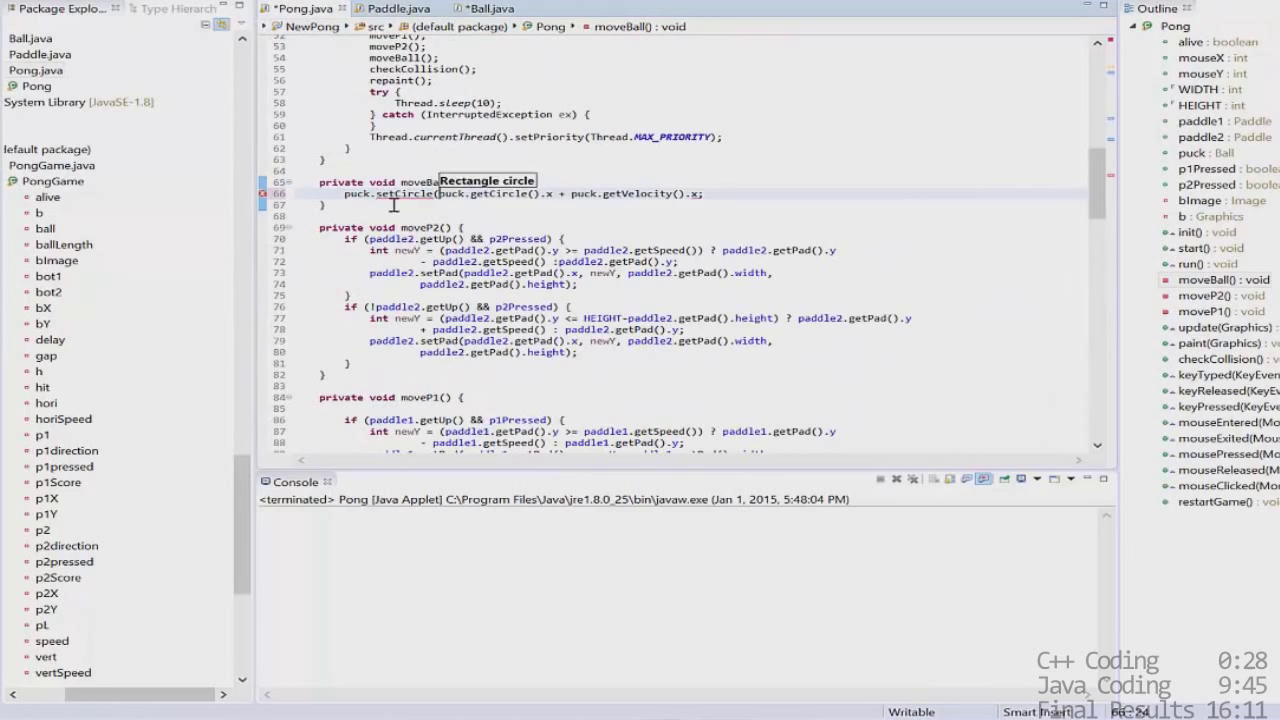 Package Explo...
Type Hierarch
Ball.java
Paddle.java
Pong.java
Pong
System Library [JavaSE-1.8]
default package)
PongGame.java
PongGame
alive
b
ball
ballLength
bImage
bot1
bot2
bX
bY
delay
gap
h
hit
hori
horiSpeed
p1
p1direction
p1pressed
p1Score
p1X
p1Y
p2
p2direction
p2pressed
p2Score
p2X
p2Y
pL
speed
vert
vertSpeed
*Pong.java
Paddle.java
*Ball.java
NewPong
src
(default package)
Pong
moveBall() : void
53 moveP2();
54 moveBall();
55 checkCollision();
56 repaint();
57 try {
58 Thread.sleep(10);
59 } catch (InterruptedException ex) {
60 }
61 Thread.currentThread().setPriority(Thread.MAX_PRIORITY);
62 }
63 }
64
Rectangle circle
65 private void moveBa
66 puck.setCircle(puck.getCircle().x + puck.getVelocity().x;
67 }
69 private void moveP2() {
70 if (paddle2.getUp() && p2Pressed) {
71 int newY = (paddle2.getPad().y >= paddle2.getSpeed()) ? paddle2.getPad().y
72 - paddle2.getSpeed() :paddle2.getPad().y;
73 paddle2.setPad(paddle2.getPad().x, newY, paddle2.getPad().width,
74 paddle2.getPad().height);
75 }
76 if (!paddle2.getUp() && p2Pressed) {
77 int newY = (paddle2.getPad().y <= HEIGHT-paddle2.getPad().height) ? paddle2.getPad().y
78 + paddle2.getSpeed() : paddle2.getPad().y;
79 paddle2.setPad(paddle2.getPad().x, newY, paddle2.getPad().width,
80 paddle2.getPad().height);
81 }
82 }
83
84 private void moveP1() {
85
86 if (paddle1.getUp() && p1Pressed) {
87 int newY = (paddle1.getPad().y >= paddle1.getSpeed()) ? paddle1.getPad().y
88 - paddle1.getSpeed() : paddle1.getPad().y;
Console
<terminated> Pong [Java Applet] C:\Program Files\Java\jre1.8.0_25\bin\javaw.exe (Jan 1, 2015, 5:48:04 PM)
Outline
Pong
alive : boolean
mouseX : int
mouseY : int
WIDTH : int
HEIGHT : int
paddle1 : Paddle
paddle2 : Paddle
puck : Ball
p1Pressed : boolean
p2Pressed : boolean
bImage : Image
b : Graphics
init() : void
start() : void
run() : void
moveBall() : void
moveP2() : void
moveP1() : void
update(Graphics)
paint(Graphics) :
checkCollision() :
keyTyped(KeyEven
keyReleased(KeyE
keyPressed(KeyEv
mouseEntered(Mo
mouseExited(Mou
mousePressed(Mo
mouseReleased(M
mouseClicked(Mou
restartGame() :
C++ Coding 0:28
Java Coding 9:45
Final Results 16:11
Writable
Smart Insert